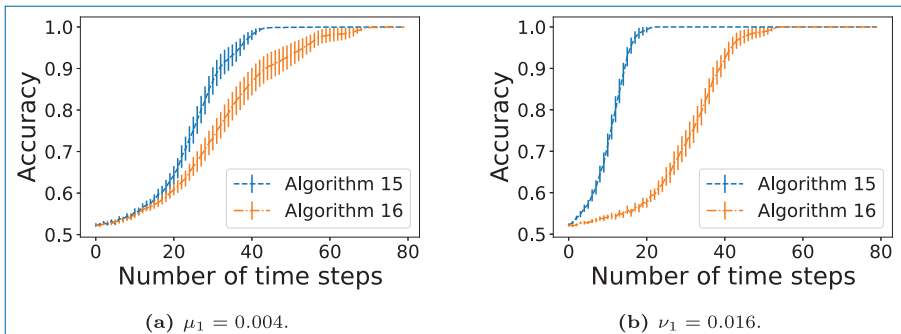 1.0
0.9
0.8
0.7
0.6
0.5
Accuracy
Algorithm 15
Algorithm 16
0 20 40 60 80
Number of time steps
(a) μ₁ = 0.004.
1.0
0.9
0.8
0.7
0.6
0.5
Accuracy
Algorithm 15
Algorithm 16
0 20 40 60 80
Number of time steps
(b) ν₁ = 0.016.